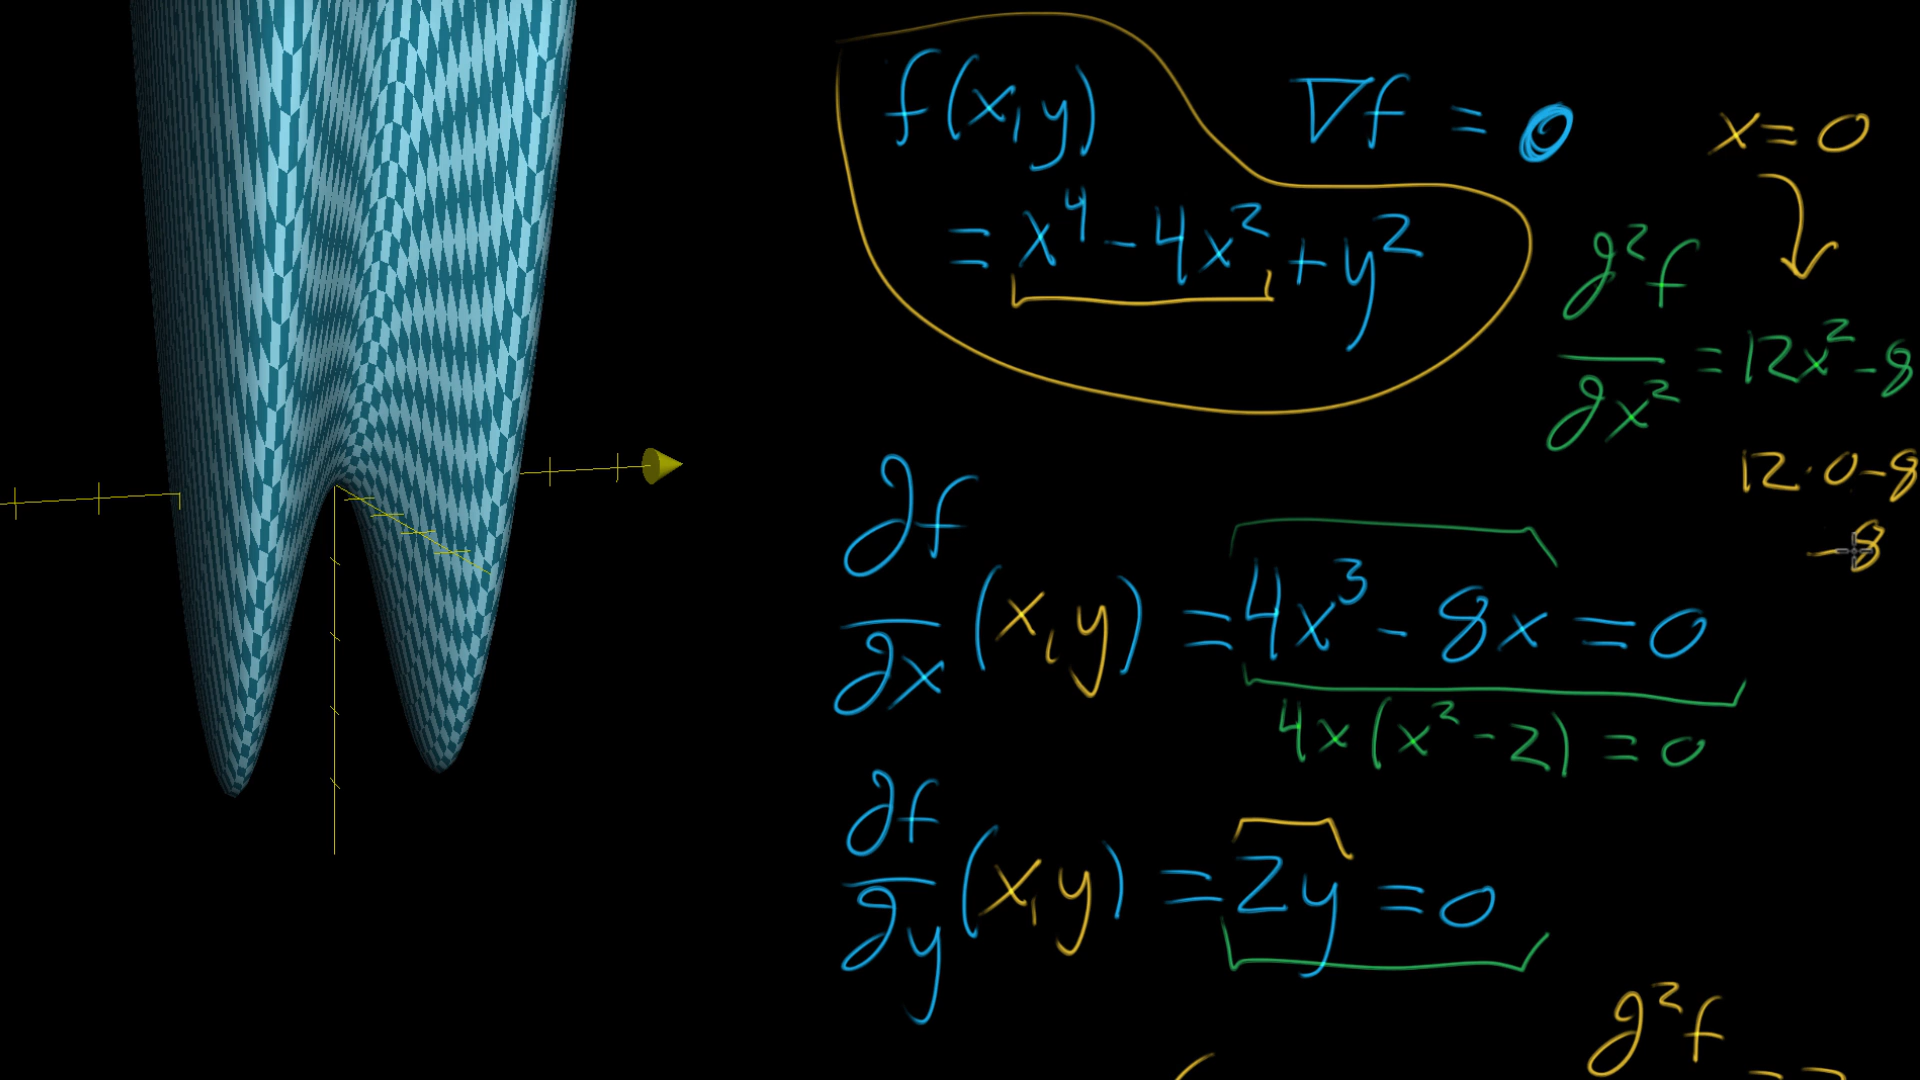 f(x,y)
= x⁴ - 4x² + y²
∇f = 0
x = 0
∂²f/∂x² = 12x² - 8
12·0-8
-8
∂f/∂x (x,y) = 4x³ - 8x = 0
4x(x²-2) = 0
∂f/∂y (x,y) = 2y = 0
∂²f